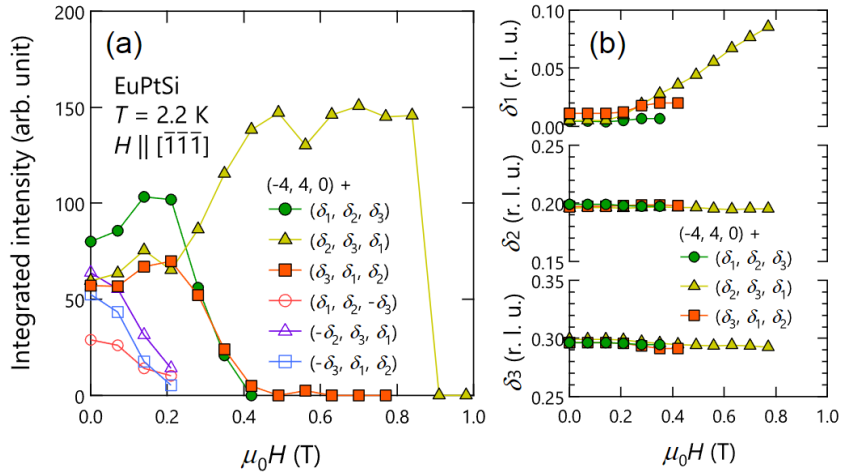 (a)
EuPtSi
T = 2.2 K
H || [1̅1̅1̅]
(-4, 4, 0) +
(δ1, δ2, δ3)
(δ2, δ3, δ1)
(δ3, δ1, δ2)
(δ1, δ2, -δ3)
(-δ2, δ3, δ1)
(-δ3, δ1, δ2)
Integrated intensity (arb. unit)
200
150
100
50
0
0.0 0.2 0.4 0.6 0.8 1.0
μ0H (T)
(b)
δ1 (r. l. u.)
0.10
0.05
0.00
δ2 (r. l. u.)
0.25
0.20
0.15
(-4, 4, 0) +
(δ1, δ2, δ3)
(δ2, δ3, δ1)
(δ3, δ1, δ2)
δ3 (r. l. u.)
0.35
0.30
0.25
0.0 0.2 0.4 0.6 0.8 1.0
μ0H (T)